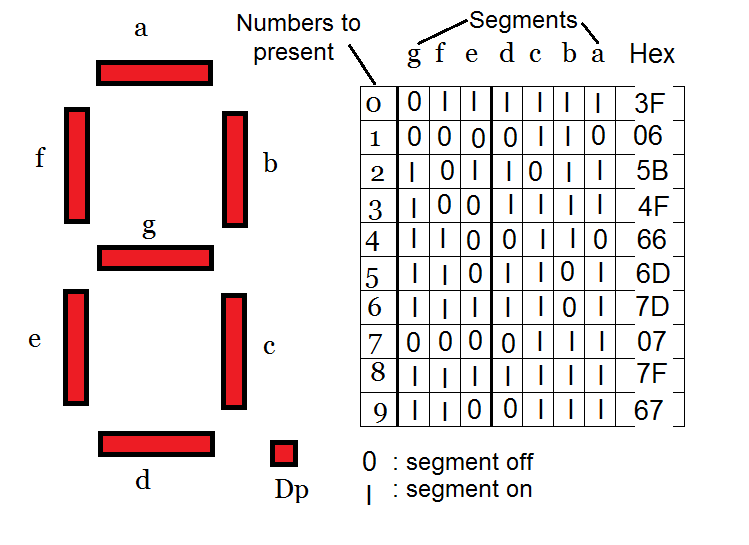 a
f
b
g
e
c
d
Dp
Numbers to
present
Segments
g f e d c b a Hex
0 0 1 1 1 1 1 1 3F
1 0 0 0 0 1 1 0 06
2 1 0 1 1 0 1 1 5B
3 1 0 0 1 1 1 1 4F
4 1 1 0 0 1 1 0 66
5 1 1 0 1 1 0 1 6D
6 1 1 1 1 1 0 1 7D
7 0 0 0 0 1 1 1 07
8 1 1 1 1 1 1 1 7F
9 1 1 0 0 1 1 1 67
0 : segment off
1 : segment on